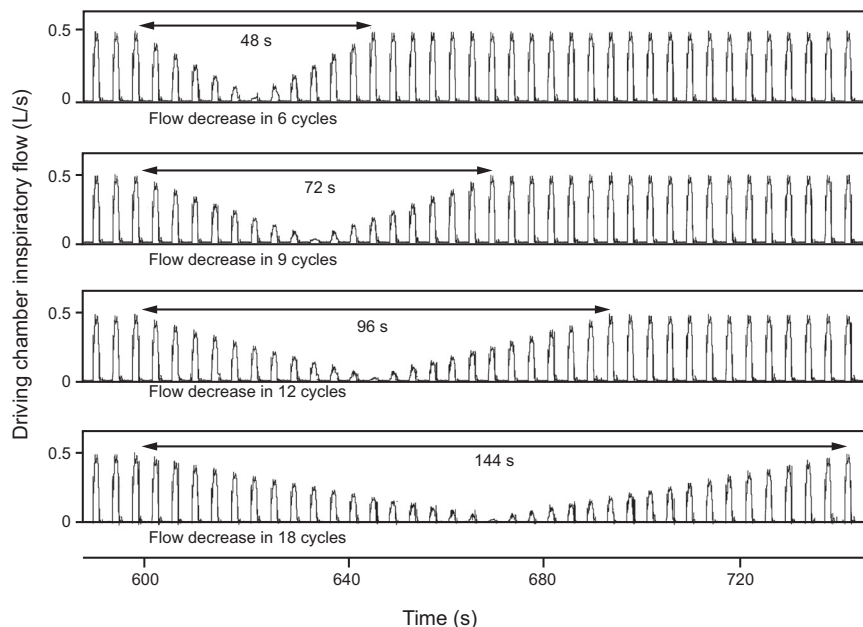 Driving chamber innspiratory flow (L/s)
0.5
48 s
0
Flow decrease in 6 cycles
0.5
72 s
0
Flow decrease in 9 cycles
0.5
96 s
0
Flow decrease in 12 cycles
0.5
144 s
0
Flow decrease in 18 cycles
600 640 680 720
Time (s)